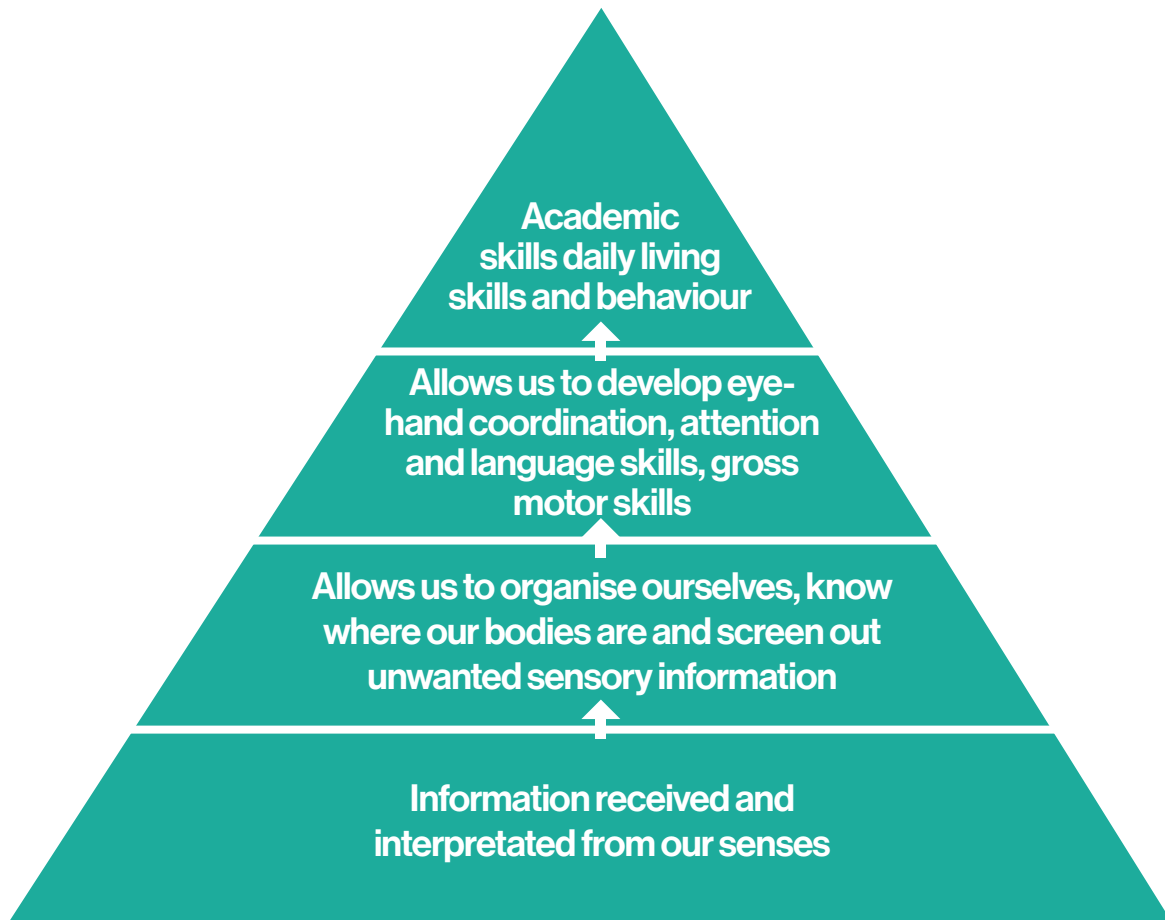 Academic
skills daily living
skills and behaviour
Allows us to develop eye-
hand coordination, attention
and language skills, gross
motor skills
Allows us to organise ourselves, know
where our bodies are and screen out
unwanted sensory information
Information received and
interpretated from our senses